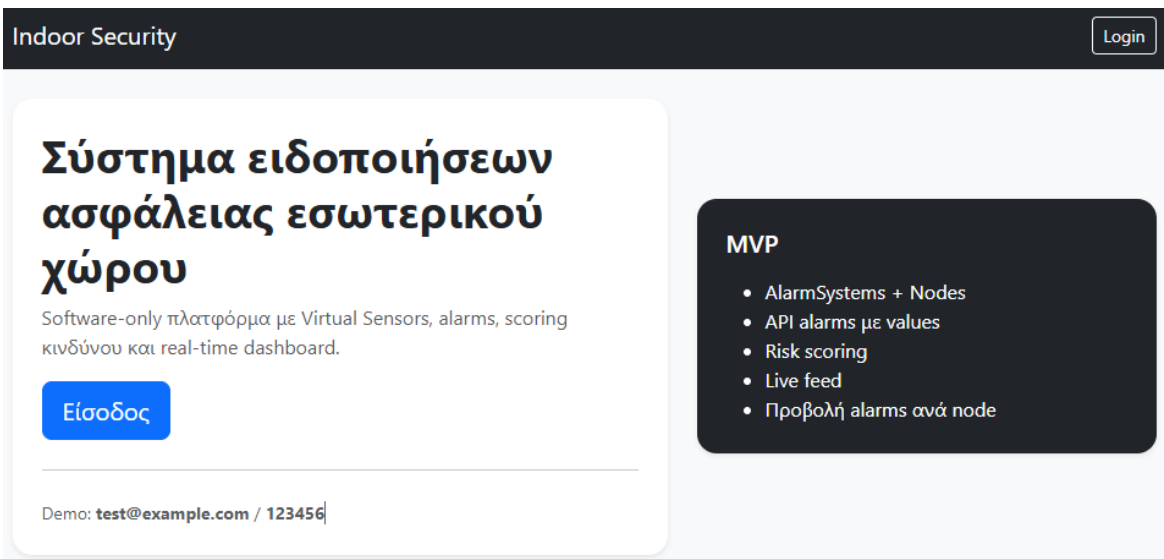 Indoor Security
Login
Σύστημα ειδοποιήσεων
ασφάλειας εσωτερικού
χώρου
Software-only πλατφόρμα με Virtual Sensors, alarms, scoring
κινδύνου και real-time dashboard.
Είσοδος
Demo: test@example.com / 123456
MVP
• AlarmSystems + Nodes
• API alarms με values
• Risk scoring
• Live feed
• Προβολή alarms ανά node